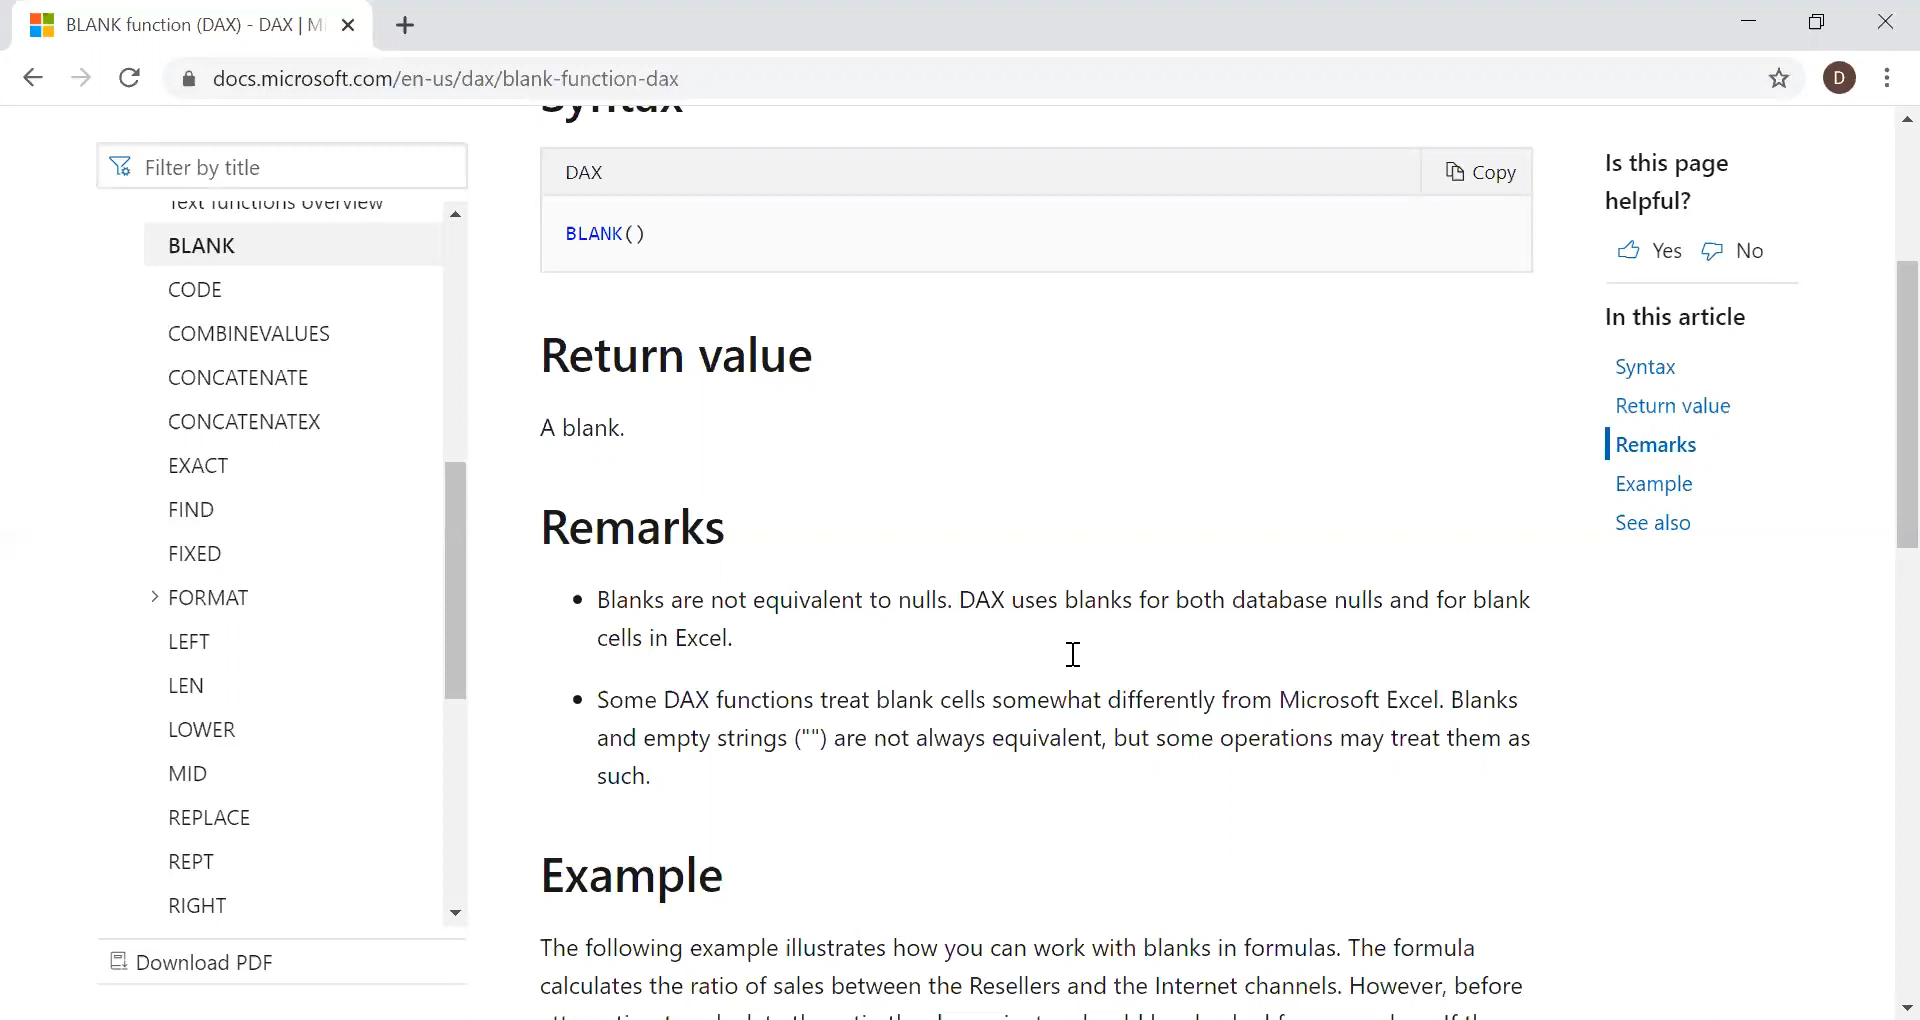 BLANK function (DAX) - DAX | Mi
docs.microsoft.com/en-us/dax/blank-function-dax
D
Filter by title
Text functions overview
BLANK
CODE
COMBINEVALUES
CONCATENATE
CONCATENATEX
EXACT
FIND
FIXED
FORMAT
LEFT
LEN
LOWER
MID
REPLACE
REPT
RIGHT
Download PDF
Syntax
DAX
Copy
BLANK()
Return value
A blank.
Remarks
Blanks are not equivalent to nulls. DAX uses blanks for both database nulls and for blank
cells in Excel.
Some DAX functions treat blank cells somewhat differently from Microsoft Excel. Blanks
and empty strings ("") are not always equivalent, but some operations may treat them as
such.
Example
The following example illustrates how you can work with blanks in formulas. The formula
calculates the ratio of sales between the Resellers and the Internet channels. However, before
Is this page
helpful?
Yes
No
In this article
Syntax
Return value
Remarks
Example
See also